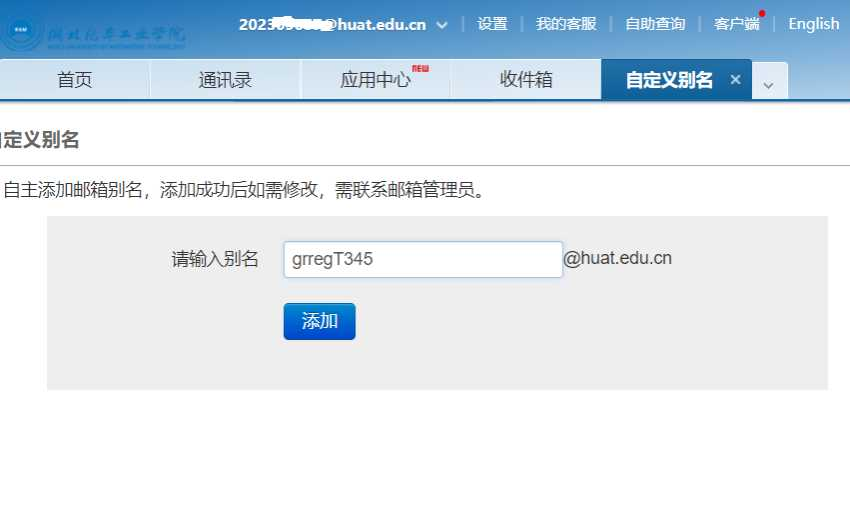 湖北汽车工业学院
@huat.edu.cn 设置 我的客服 自助查询 客户端 English
首页 通讯录 应用中心 NEW 收件箱 自定义别名 ×
自定义别名
自主添加邮箱别名，添加成功后如需修改，需联系邮箱管理员。
请输入别名 grregT345 @huat.edu.cn
添加